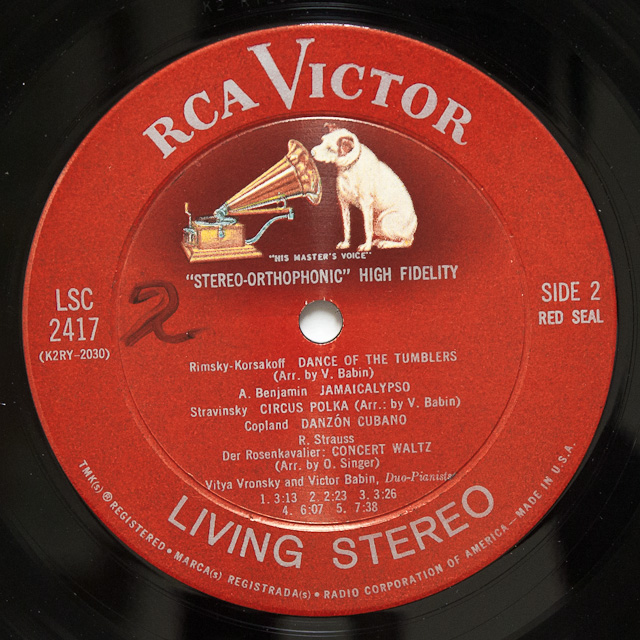 RCA VICTOR
"HIS MASTER'S VOICE"
"STEREO-ORTHOPHONIC" HIGH FIDELITY
LSC
2417
(K2RY-2030)
2
SIDE 2
RED SEAL
Rimsky-Korsakoff DANCE OF THE TUMBLERS
(Arr. by V. Babin)
A. Benjamin JAMAICALYPSO
Stravinsky CIRCUS POLKA (Arr.: by V. Babin)
Copland DANZÓN CUBANO
R. Strauss
Der Rosenkavalier: CONCERT WALTZ
(Arr. by O. Singer)
Vitya Vronsky and Victor Babin, Duo-Pianists
1. 3:13 2. 2:23 3. 3:26
4. 6:07 5. 7:38
LIVING STEREO
TMK(s) ® REGISTERED • MARCA(s) REGISTRADA(s) • RADIO CORPORATION OF AMERICA—MADE IN U.S.A.